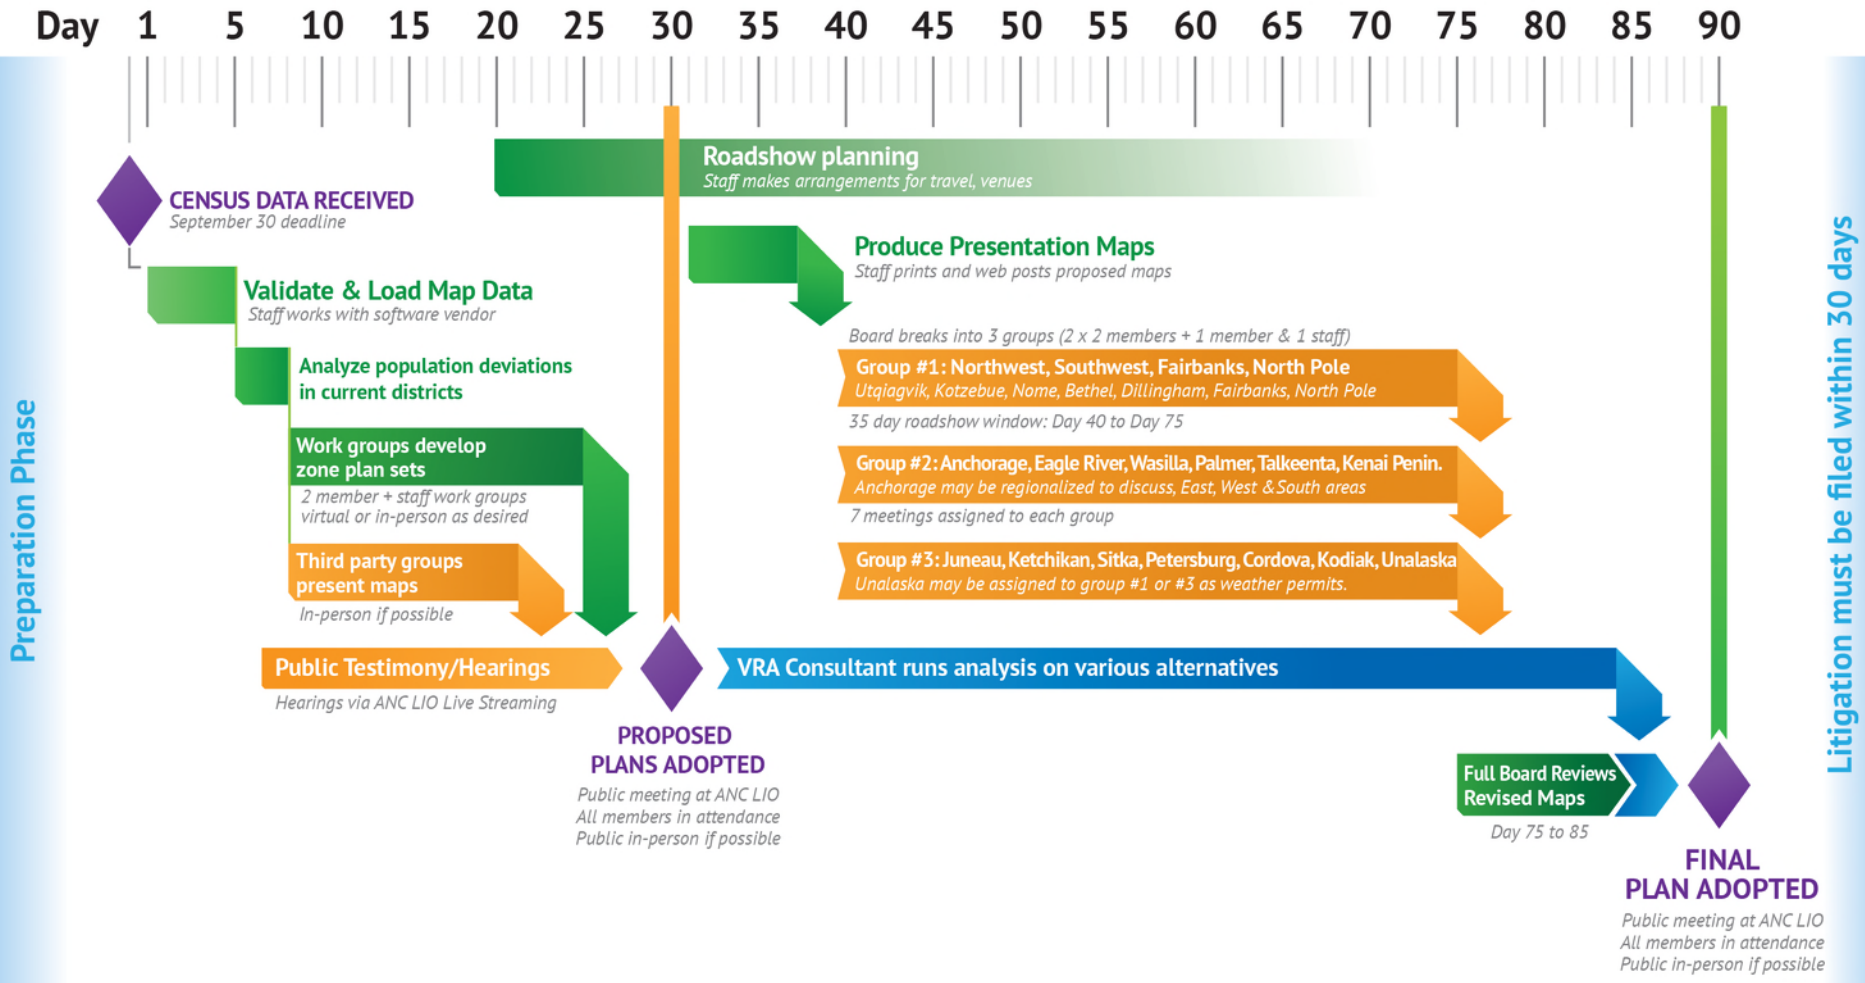 Day 1 5 10 15 20 25 30 35 40 45 50 55 60 65 70 75 80 85 90
Preparation Phase
CENSUS DATA RECEIVED
September 30 deadline
Validate & Load Map Data
Staff works with software vendor
Analyze population deviations
in current districts
Work groups develop
zone plan sets
2 member + staff work groups
virtual or in-person as desired
Third party groups
present maps
In-person if possible
Public Testimony/Hearings
Hearings via ANC LIO Live Streaming
PROPOSED
PLANS ADOPTED
Public meeting at ANC LIO
All members in attendance
Public in-person if possible
Roadshow planning
Staff makes arrangements for travel, venues
Produce Presentation Maps
Staff prints and web posts proposed maps
Board breaks into 3 groups (2 x 2 members + 1 member & 1 staff)
Group #1: Northwest, Southwest, Fairbanks, North Pole
Utqiagvik, Kotzebue, Nome, Bethel, Dillingham, Fairbanks, North Pole
35 day roadshow window: Day 40 to Day 75
Group #2: Anchorage, Eagle River, Wasilla, Palmer, Talkeenta, Kenai Penin.
Anchorage may be regionalized to discuss, East, West & South areas
7 meetings assigned to each group
Group #3: Juneau, Ketchikan, Sitka, Petersburg, Cordova, Kodiak, Unalaska
Unalaska may be assigned to group #1 or #3 as weather permits.
VRA Consultant runs analysis on various alternatives
Full Board Reviews
Revised Maps
Day 75 to 85
FINAL
PLAN ADOPTED
Public meeting at ANC LIO
All members in attendance
Public in-person if possible
Litigation must be filed within 30 days